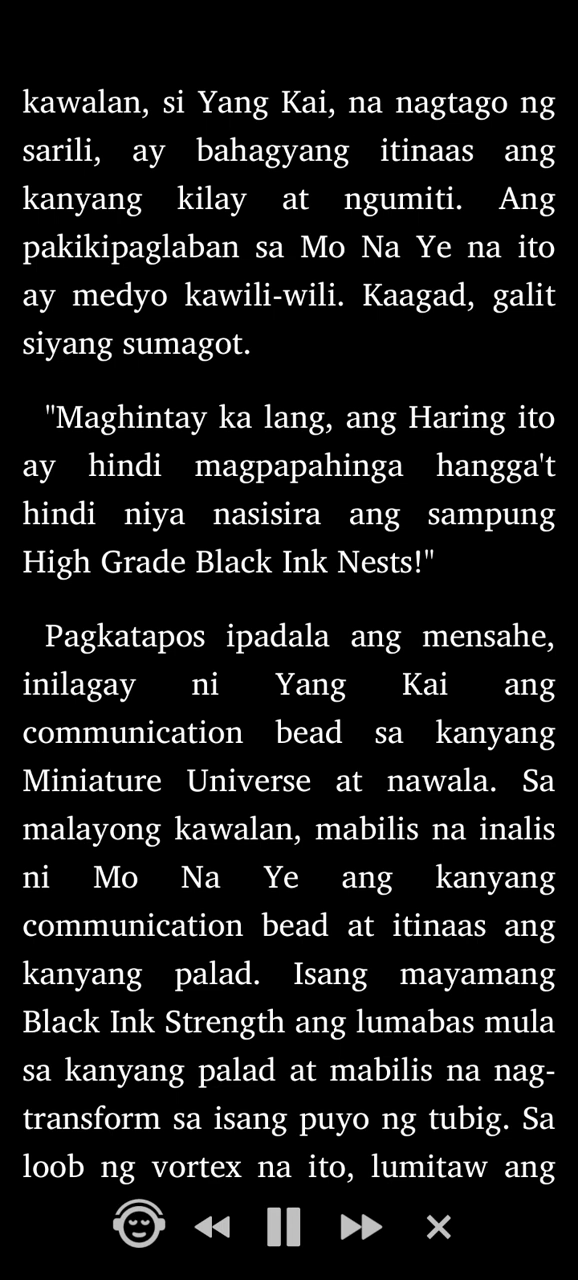 kawalan, si Yang Kai, na nagtago ng
sarili, ay bahagyang itinaas ang
kanyang kilay at ngumiti. Ang
pakikipaglaban sa Mo Na Ye na ito
ay medyo kawili-wili. Kaagad, galit
siyang sumagot.
"Maghintay ka lang, ang Haring ito
ay hindi magpapahinga hangga't
hindi niya nasisira ang sampung
High Grade Black Ink Nests!"
Pagkatapos ipadala ang mensahe,
inilagay ni Yang Kai ang
communication bead sa kanyang
Miniature Universe at nawala. Sa
malayong kawalan, mabilis na inalis
ni Mo Na Ye ang kanyang
communication bead at itinaas ang
kanyang palad. Isang mayamang
Black Ink Strength ang lumabas mula
sa kanyang palad at mabilis na nag-
transform sa isang puyo ng tubig. Sa
loob ng vortex na ito, lumitaw ang